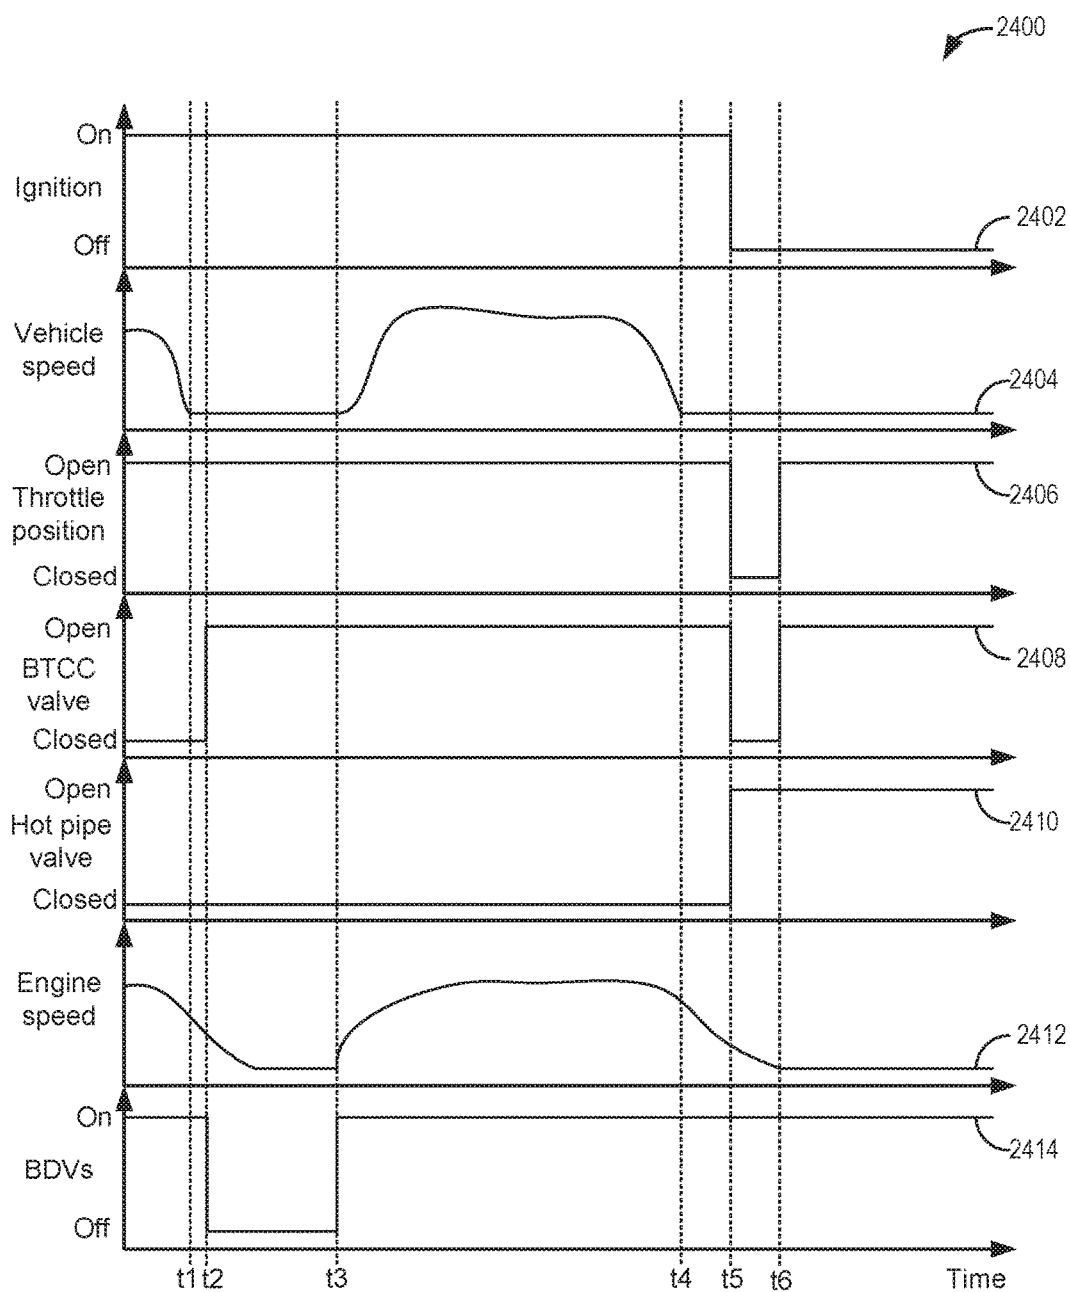 2400
On
Ignition
Off
2402
Vehicle
speed
2404
Open
Throttle
position
Closed
2406
Open
BTCC
valve
Closed
2408
Open
Hot pipe
valve
Closed
2410
Engine
speed
2412
On
BDVs
Off
2414
t1 t2 t3 t4 t5 t6 Time